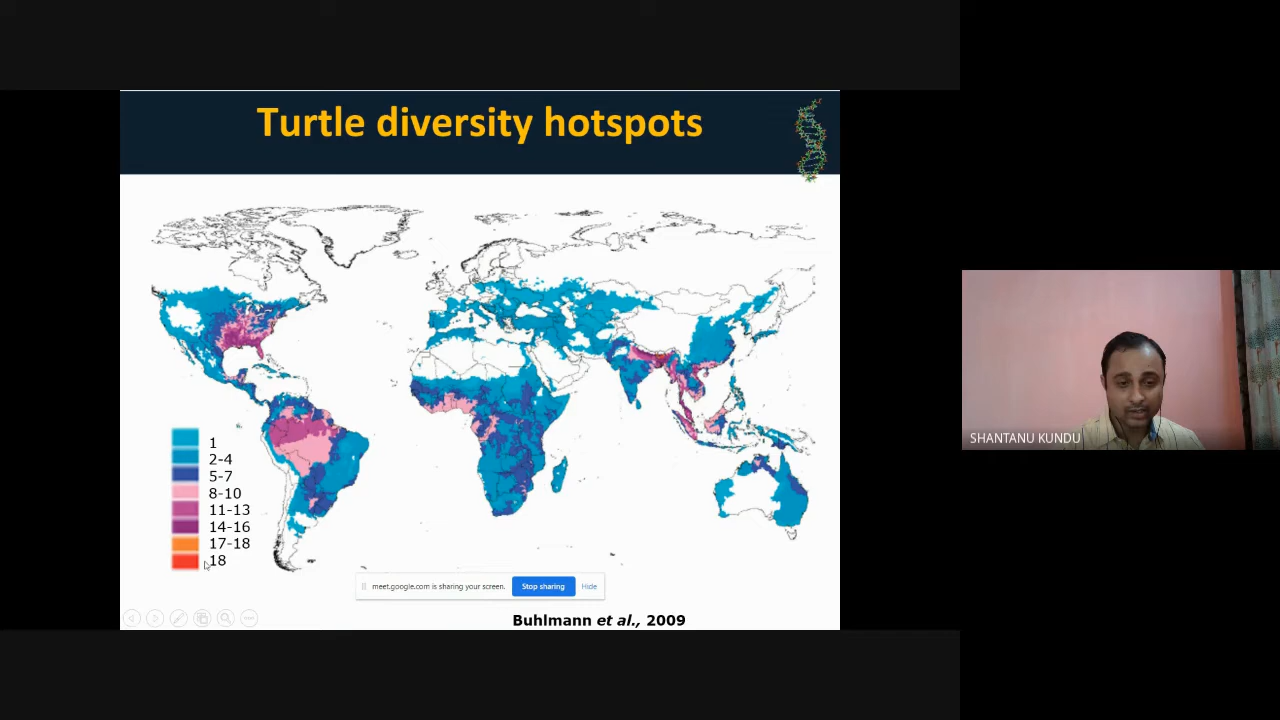 Turtle diversity hotspots
1
2-4
5-7
8-10
11-13
14-16
17-18
18
meet.google.com is sharing your screen. Stop sharing Hide
Buhlmann et al., 2009
SHANTANU KUNDU